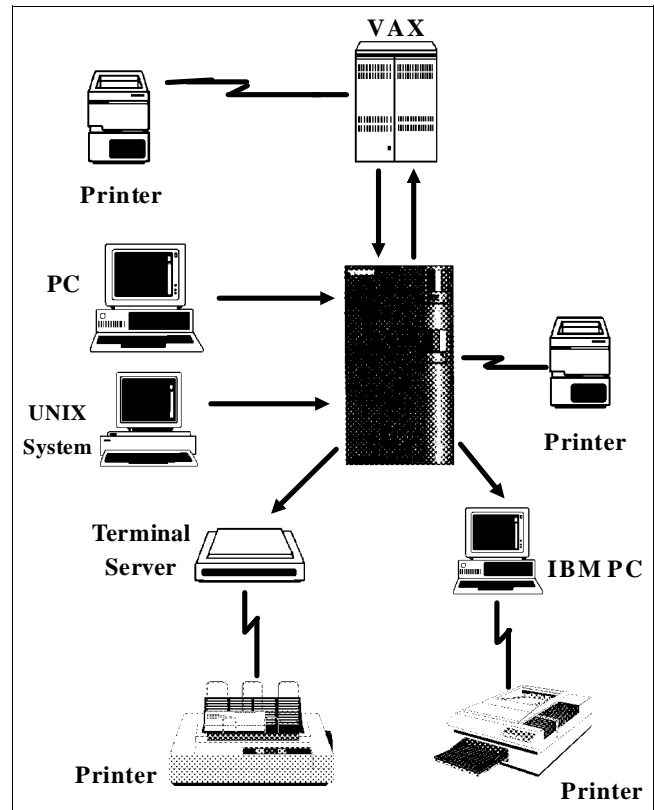 VAX
Printer
PC
UNIX
System
Printer
Terminal
Server
IBM PC
Printer
Printer